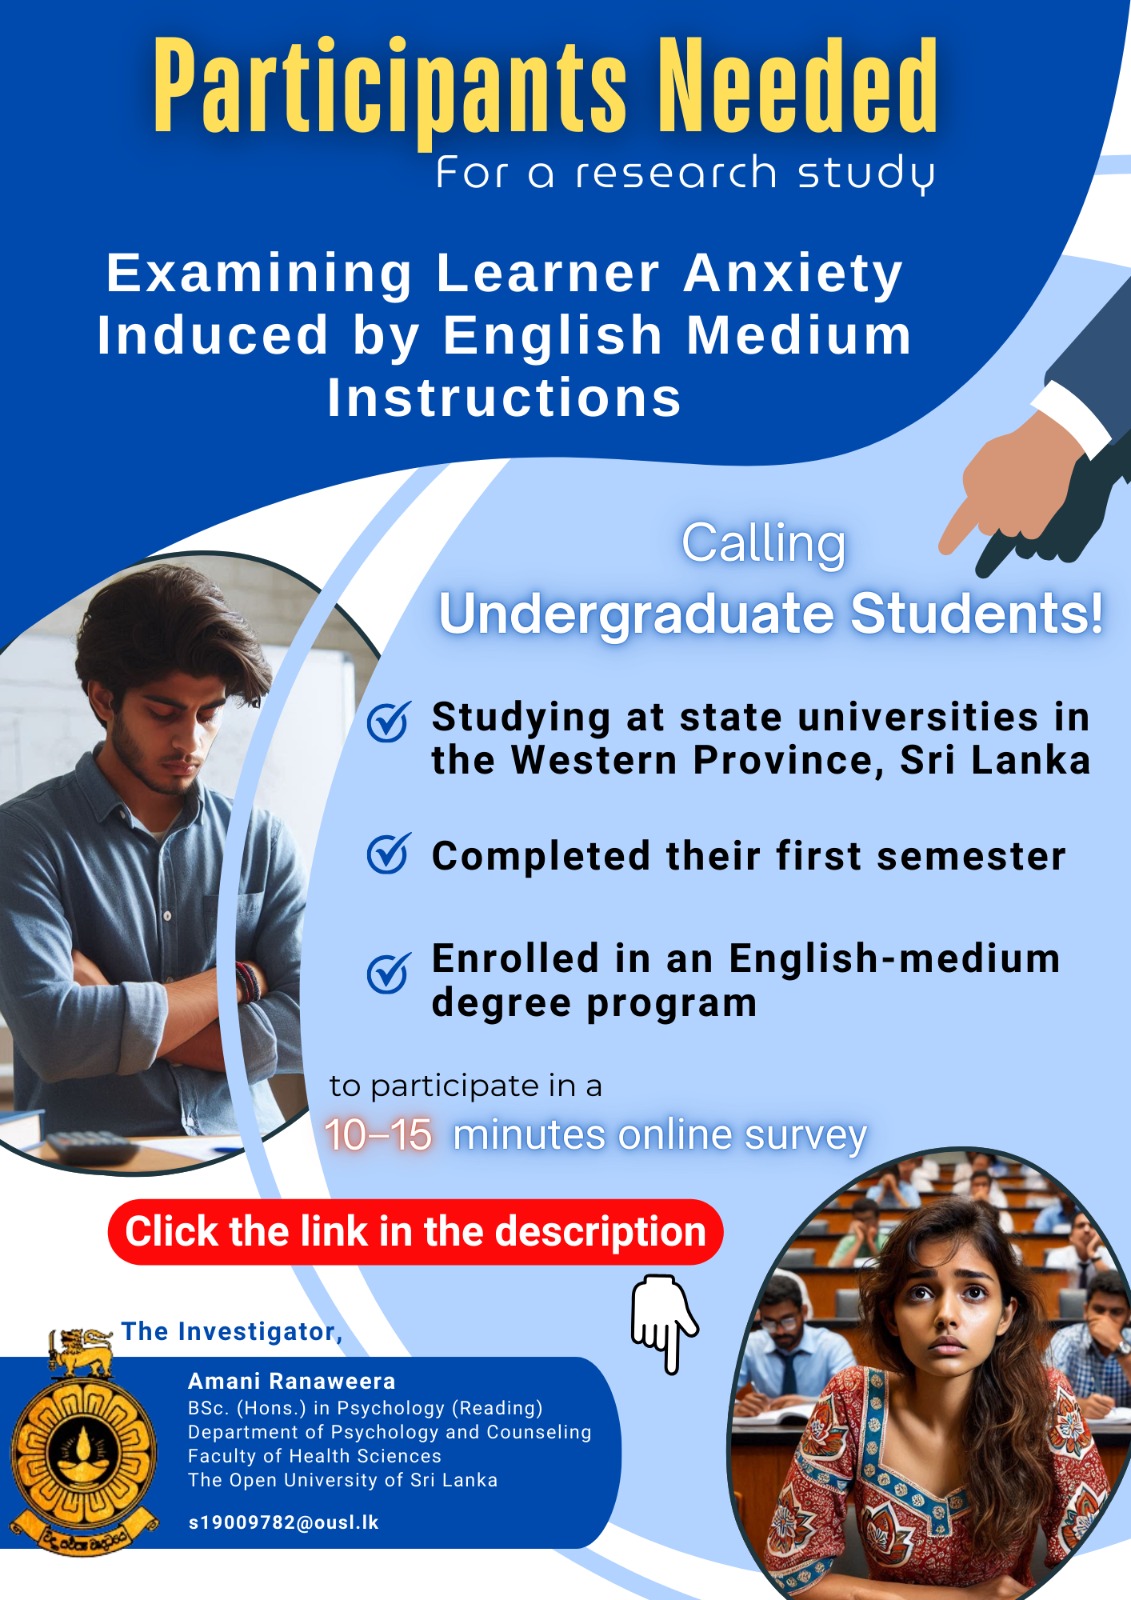 Participants Needed
For a research study
Examining Learner Anxiety
Induced by English Medium
Instructions
Calling
Undergraduate Students!
Studying at state universities in
the Western Province, Sri Lanka
Completed their first semester
Enrolled in an English-medium
degree program
to participate in a
10–15 minutes online survey
Click the link in the description
The Investigator,
Amani Ranaweera
BSc. (Hons.) in Psychology (Reading)
Department of Psychology and Counseling
Faculty of Health Sciences
The Open University of Sri Lanka
s19009782@ousl.lk